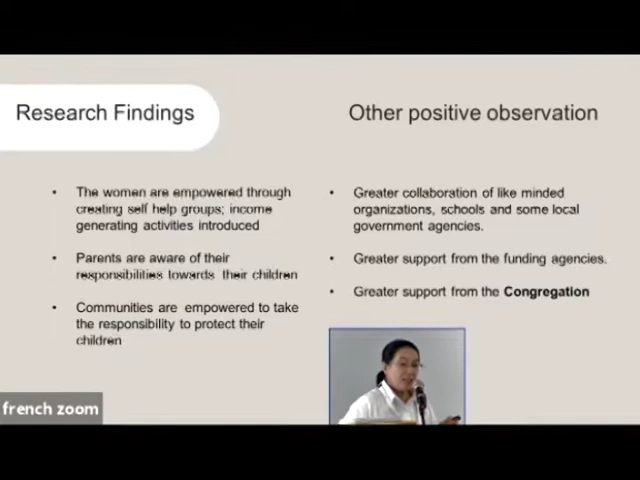 Research Findings
Other positive observation
• The women are empowered through
creating self help groups; income
generating activities introduced
• Parents are aware of their
responsibilities towards their children
• Communities are empowered to take
the responsibility to protect their
children
• Greater collaboration of like minded
organizations, schools and some local
government agencies.
• Greater support from the funding agencies.
• Greater support from the Congregation
french zoom